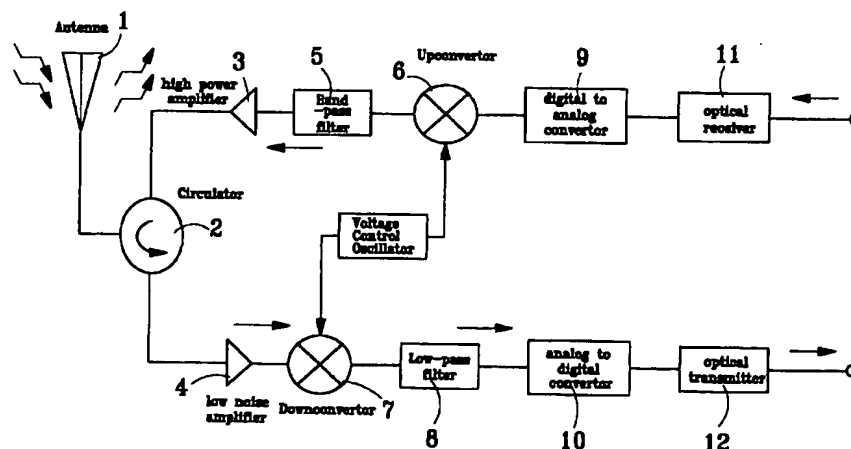 Antenna
1
high power
amplifier
3
5
Band
-pass
filter
Upconvertor
6
9
digital to
analog
convertor
11
optical
receiver
Circulator
2
Voltage
Control
Oscillator
4
low noise
amplifier
Downconvertor
7
Low-pass
filter
8
analog to
digital
convertor
10
optical
transmitter
12